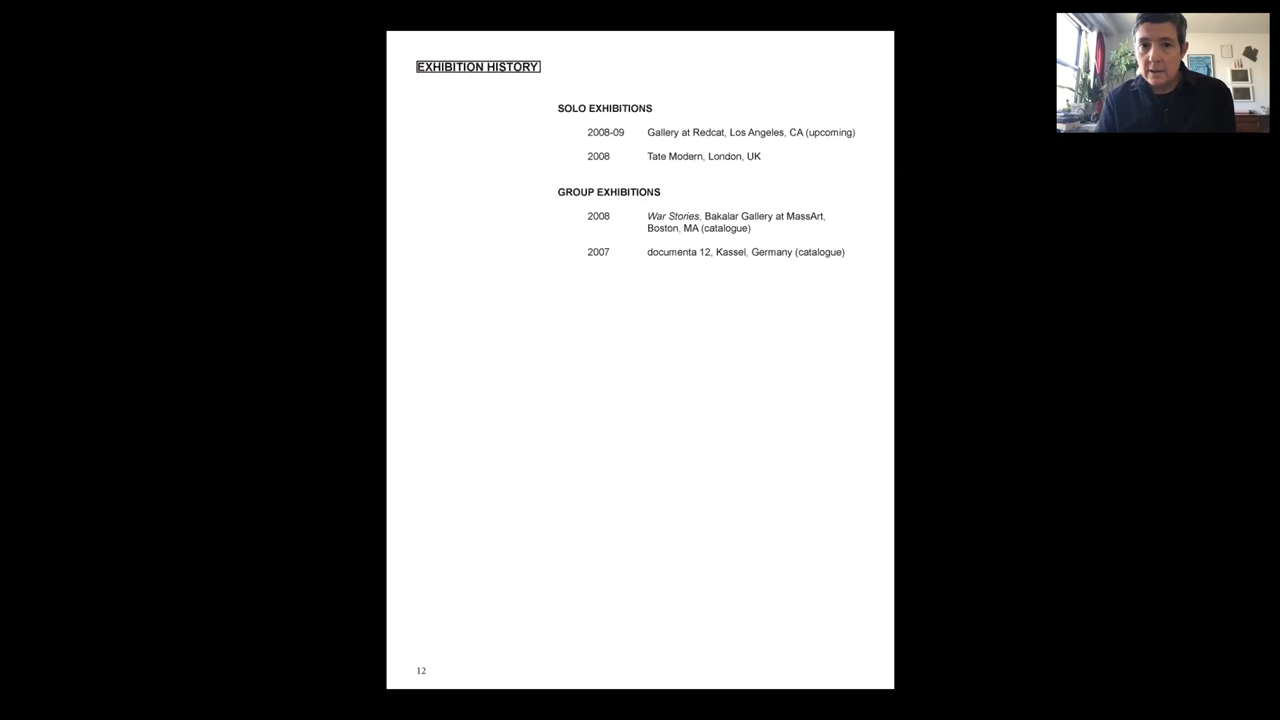 EXHIBITION HISTORY
SOLO EXHIBITIONS
2008-09 Gallery at Redcat, Los Angeles, CA (upcoming)
2008 Tate Modern, London, UK
GROUP EXHIBITIONS
2008 War Stories, Bakalar Gallery at MassArt,
Boston, MA (catalogue)
2007 documenta 12, Kassel, Germany (catalogue)
12